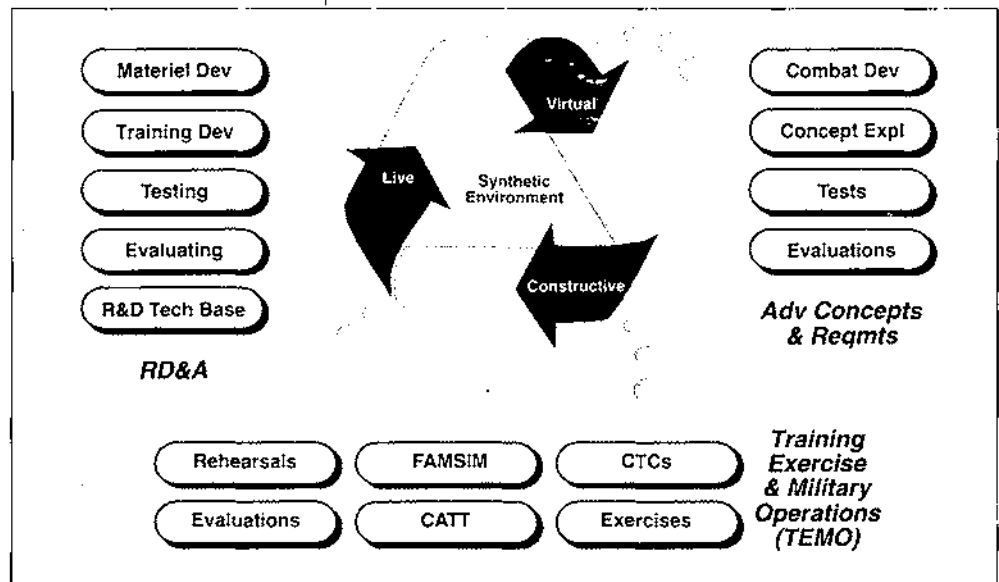 Materiel Dev
Training Dev
Testing
Evaluating
R&D Tech Base
RD&A
Virtual
Live
Synthetic
Environment
Constructive
Combat Dev
Concept Expl
Tests
Evaluations
Adv Concepts
& Reqmts
Rehearsals
FAMSIM
CTCs
Evaluations
CATT
Exercises
Training
Exercise
& Military
Operations
(TEMO)